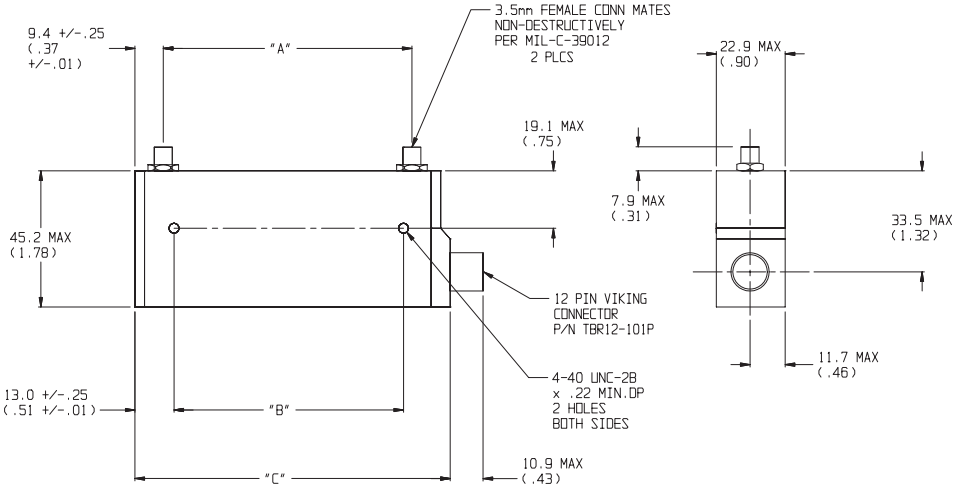 3.5mm FEMALE CONN MATES
NON-DESTRUCTIVELY
PER MIL-C-39012
2 PLCS
9.4 +/-.25
(.37
+/-.01)
"A"
22.9 MAX
(.90)
19.1 MAX
(.75)
7.9 MAX
(.31)
33.5 MAX
(1.32)
45.2 MAX
(1.78)
12 PIN VIKING
CONNECTOR
P/N TBR12-101P
11.7 MAX
(.46)
4-40 UNC-2B
x .22 MIN.DP
2 HOLES
BOTH SIDES
13.0 +/-.25
(.51 +/-.01)
"B"
10.9 MAX
(.43)
"C"